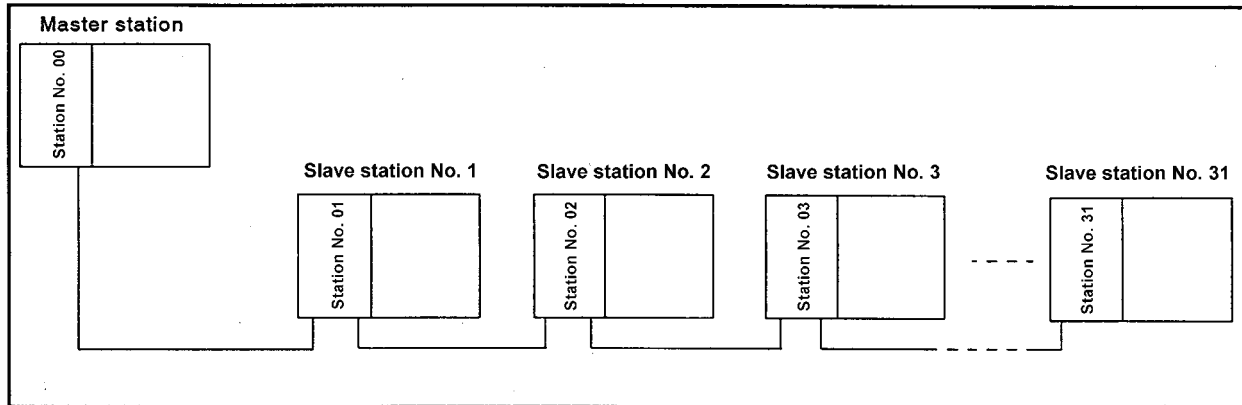 Master station
Station No. 00
Slave station No. 1
Slave station No. 2
Slave station No. 3
Slave station No. 31
Station No. 01
Station No. 02
Station No. 03
Station No. 31